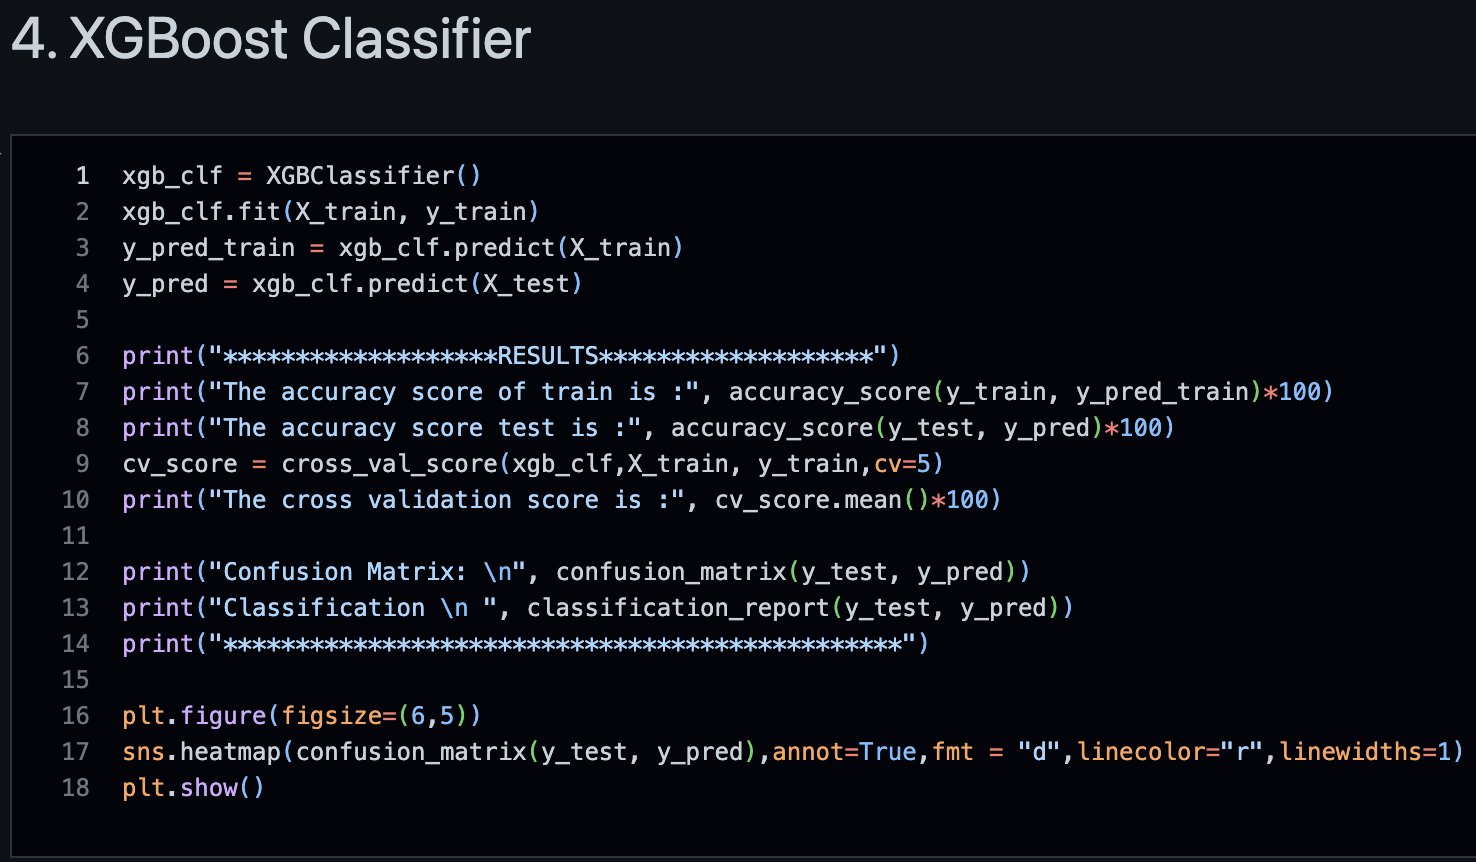 4. XGBoost Classifier
1 xgb_clf = XGBClassifier()
2 xgb_clf.fit(X_train, y_train)
3 y_pred_train = xgb_clf.predict(X_train)
4 y_pred = xgb_clf.predict(X_test)
5
6 print("*******************RESULTS*******************")
7 print("The accuracy score of train is :", accuracy_score(y_train, y_pred_train)*100)
8 print("The accuracy score test is :", accuracy_score(y_test, y_pred)*100)
9 cv_score = cross_val_score(xgb_clf,X_train, y_train,cv=5)
10 print("The cross validation score is :", cv_score.mean()*100)
11
12 print("Confusion Matrix: \n", confusion_matrix(y_test, y_pred))
13 print("Classification \n ", classification_report(y_test, y_pred))
14 print("***********************************************")
15
16 plt.figure(figsize=(6,5))
17 sns.heatmap(confusion_matrix(y_test, y_pred),annot=True,fmt = "d",linecolor="r",linewidths=1)
18 plt.show()